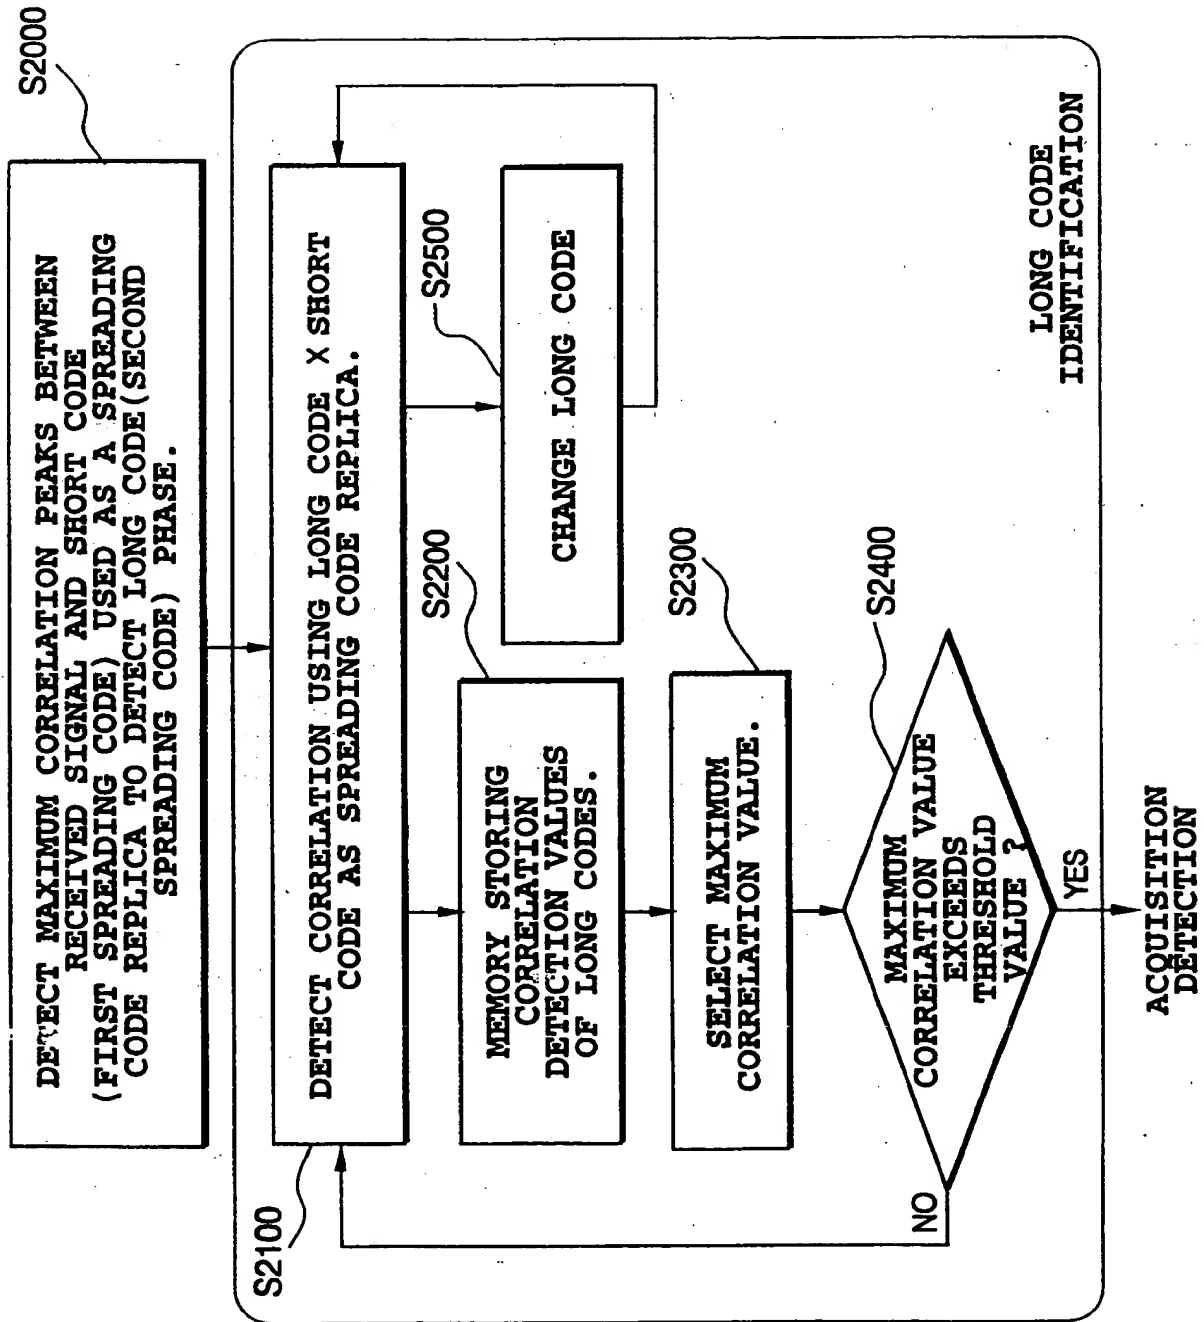 S2000
DETECT MAXIMUM CORRELATION PEAKS BETWEEN
RECEIVED SIGNAL AND SHORT CODE
(FIRST SPREADING CODE) USED AS A SPREADING
CODE REPLICA TO DETECT LONG CODE(SECOND
SPREADING CODE) PHASE.
S2100
DETECT CORRELATION USING LONG CODE X SHORT
CODE AS SPREADING CODE REPLICA.
S2200
MEMORY STORING
CORRELATION
DETECTION VALUES
OF LONG CODES.
S2500
CHANGE LONG CODE
S2300
SELECT MAXIMUM
CORRELATION VALUE.
S2400
MAXIMUM
CORRELATION VALUE
EXCEEDS
THRESHOLD
VALUE ?
NO
YES
LONG CODE
IDENTIFICATION
ACQUISITION
DETECTION